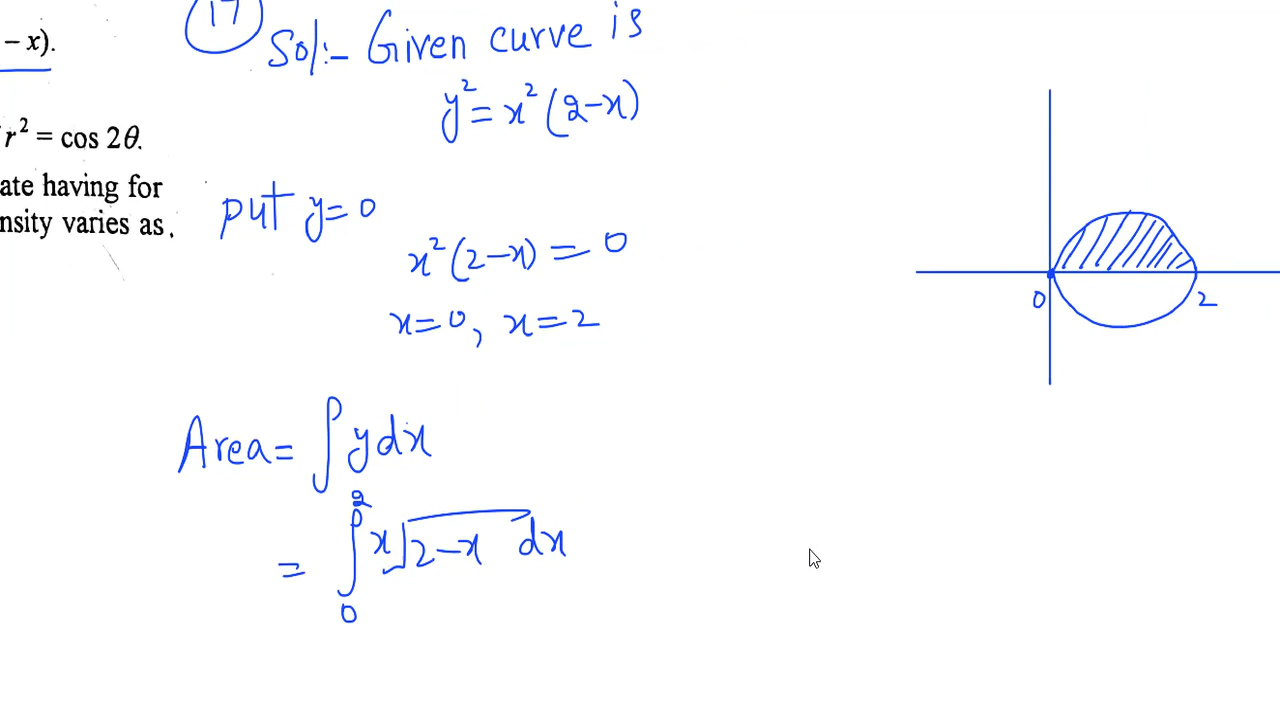 17
– x).
Sol:- Given curve is
y² = x² (2-x)
r² = cos 2θ.
ate having for
nsity varies as
put y=0
x² (2-x) = 0
x=0, x=2
0 2
Area = ∫ y dx
= ∫₀² x√(2-x) dx